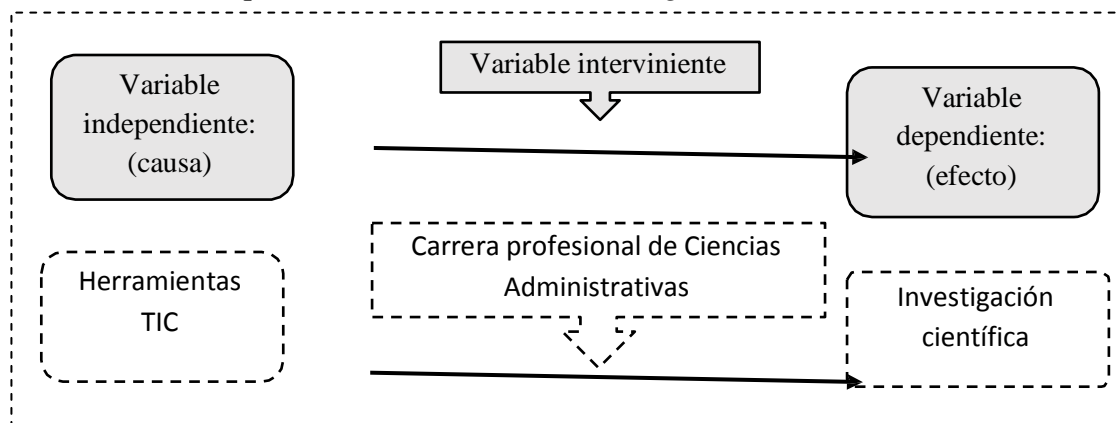 Variable
independiente:
(causa)
Variable interviniente
Variable
dependiente:
(efecto)
Herramientas
TIC
Carrera profesional de Ciencias
Administrativas
Investigación
científica